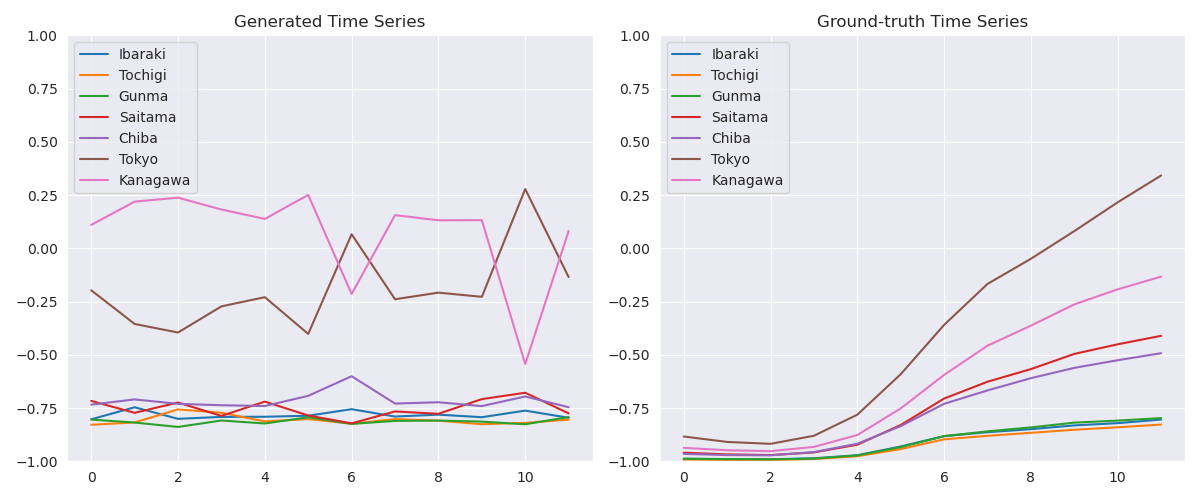 Generated Time Series
1.00
0.75
0.50
0.25
0.00
−0.25
−0.50
−0.75
−1.00
0 2 4 6 8 10
Ibaraki
Tochigi
Gunma
Saitama
Chiba
Tokyo
Kanagawa
Ground-truth Time Series
1.00
0.75
0.50
0.25
0.00
−0.25
−0.50
−0.75
−1.00
0 2 4 6 8 10
Ibaraki
Tochigi
Gunma
Saitama
Chiba
Tokyo
Kanagawa